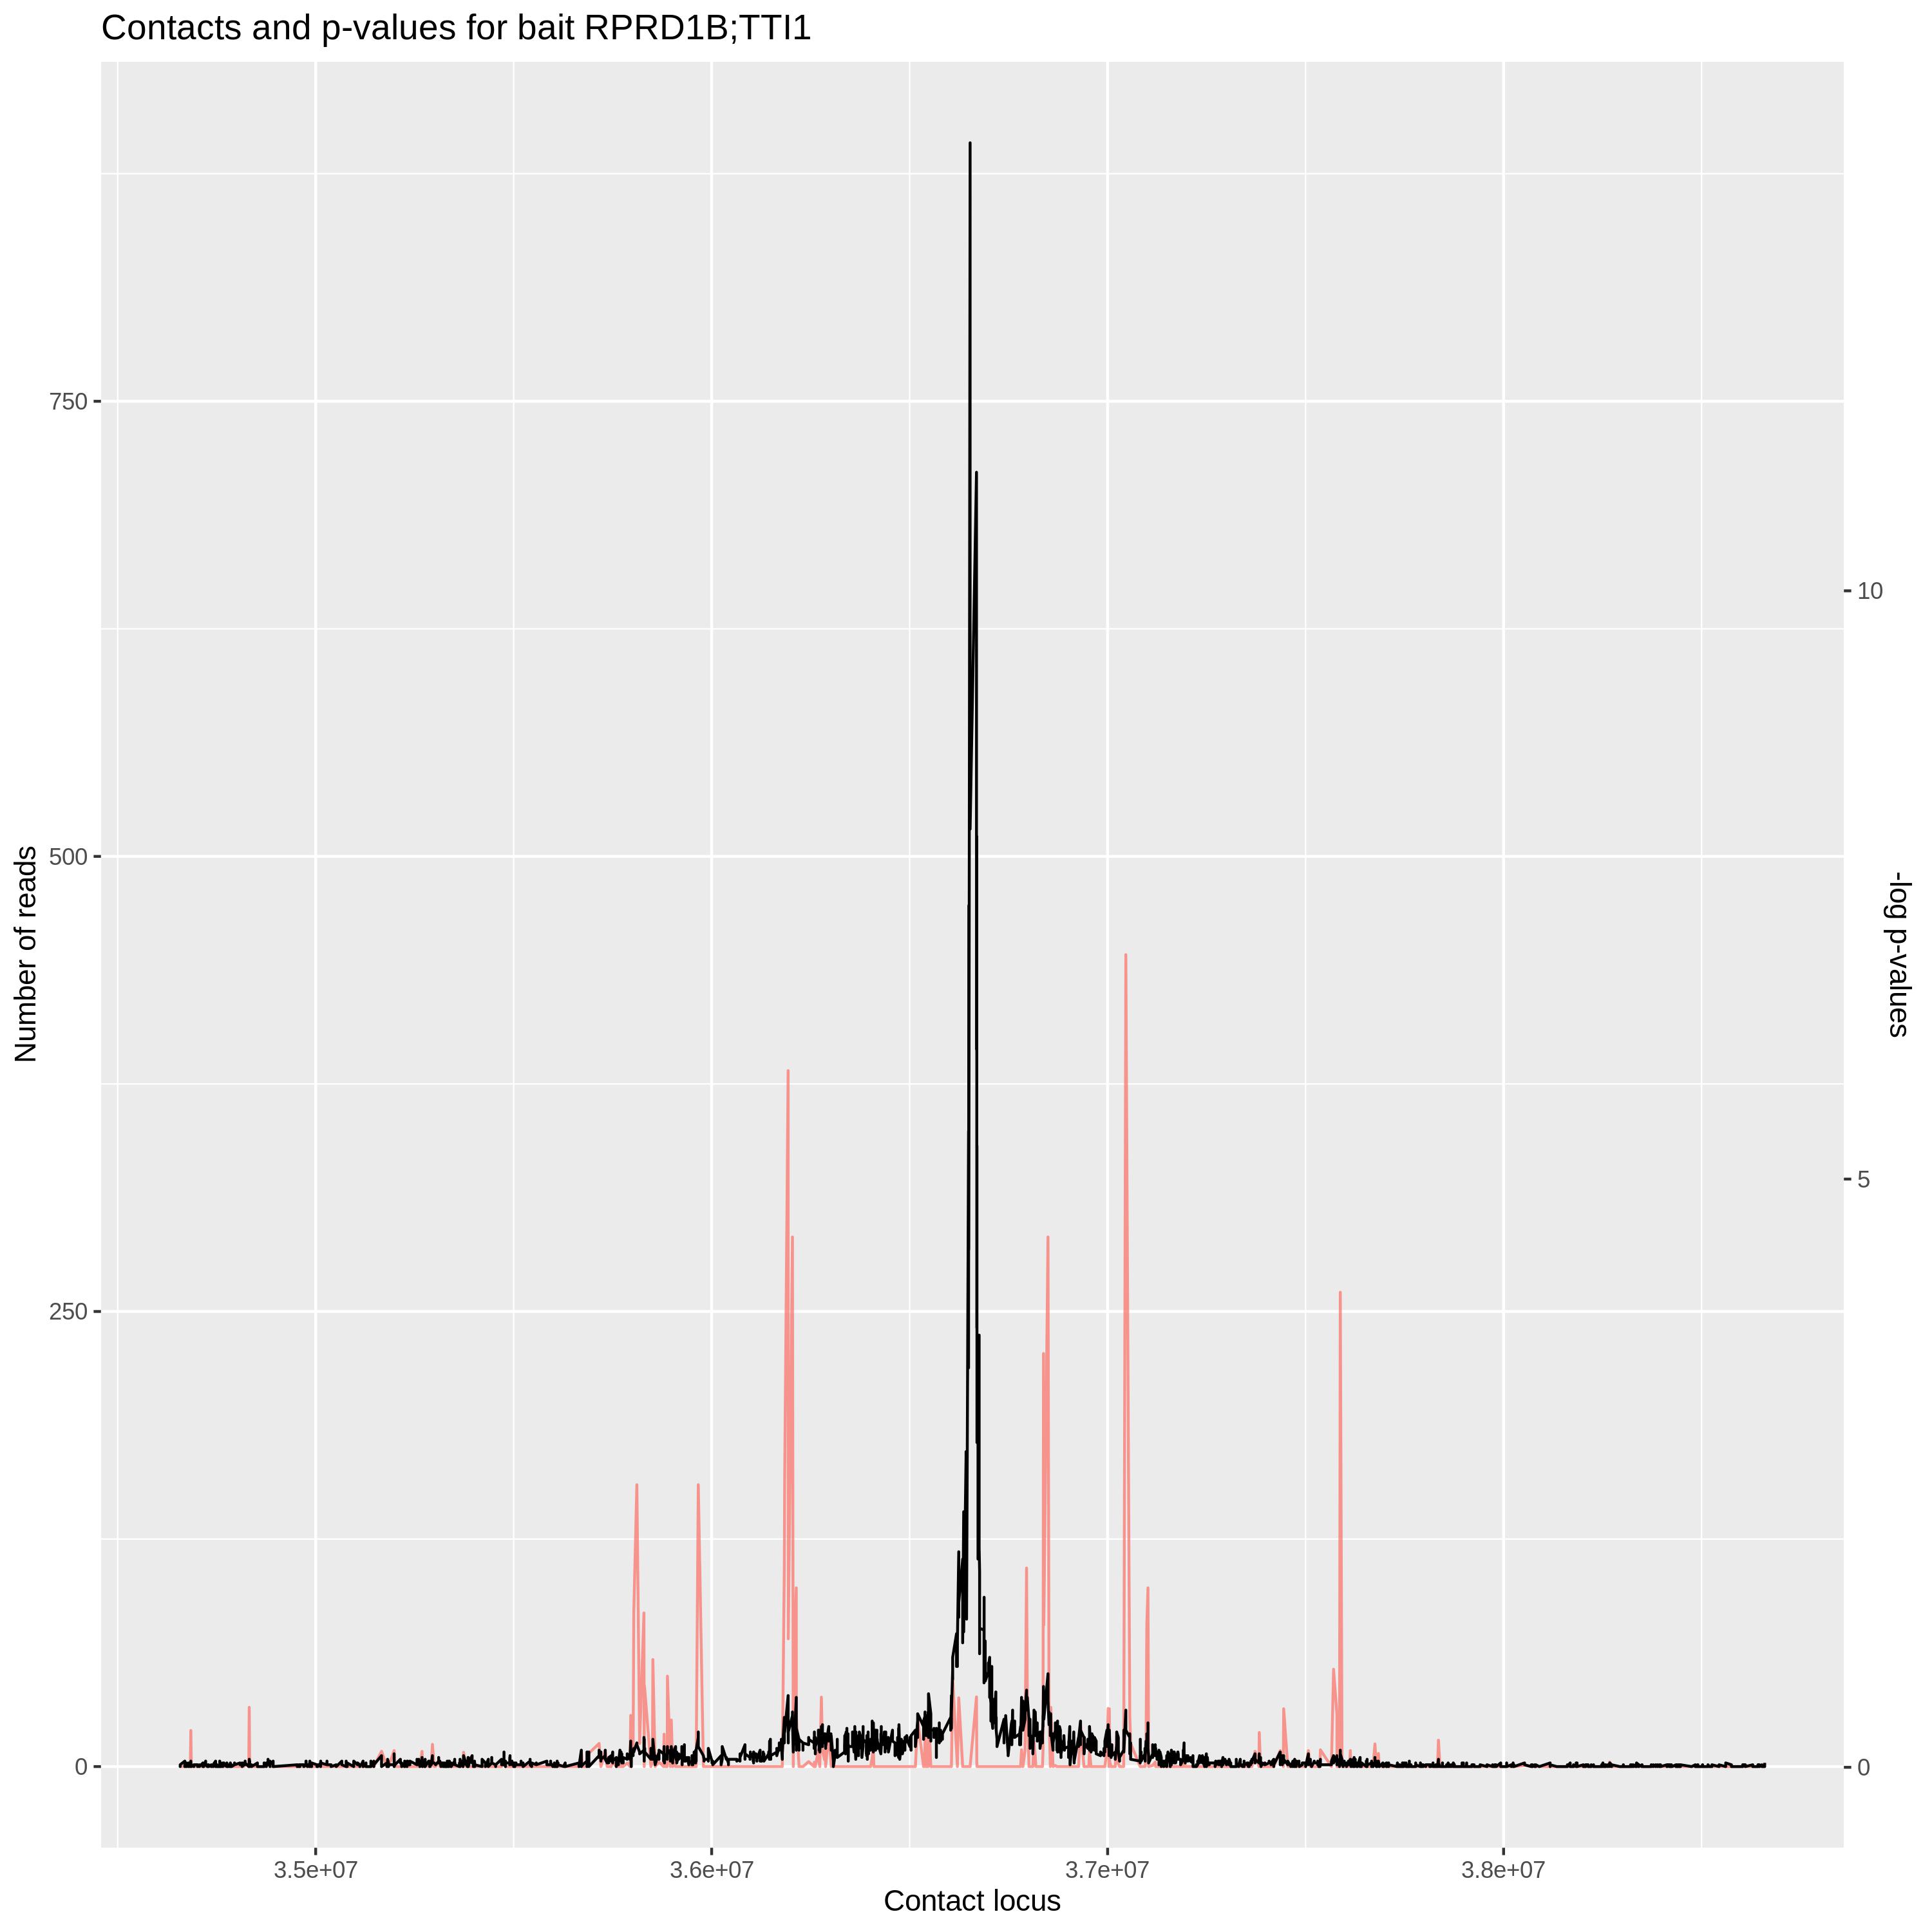 Contacts and p-values for bait RPRD1B;TTI1
750
500
250
0
Number of reads
10
5
0
-log p-values
3.5e+07
3.6e+07
3.7e+07
3.8e+07
Contact locus